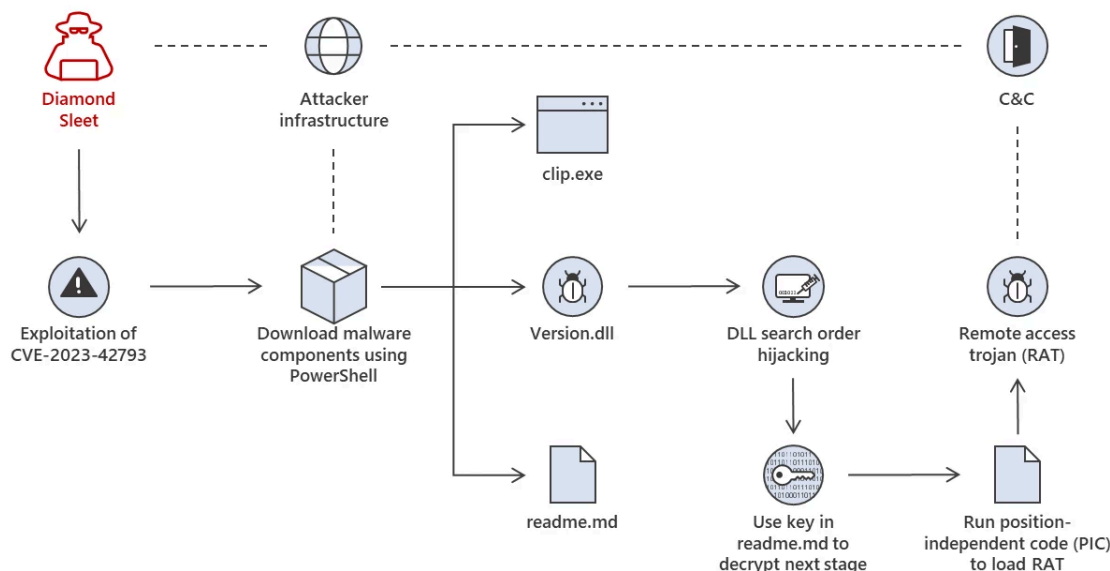 Diamond
Sleet
Attacker
infrastructure
C&C
clip.exe
Exploitation of
CVE-2023-42793
Download malware
components using
PowerShell
Version.dll
DLL search order
hijacking
Remote access
trojan (RAT)
readme.md
Use key in
readme.md to
decrypt next stage
Run position-
independent code (PIC)
to load RAT